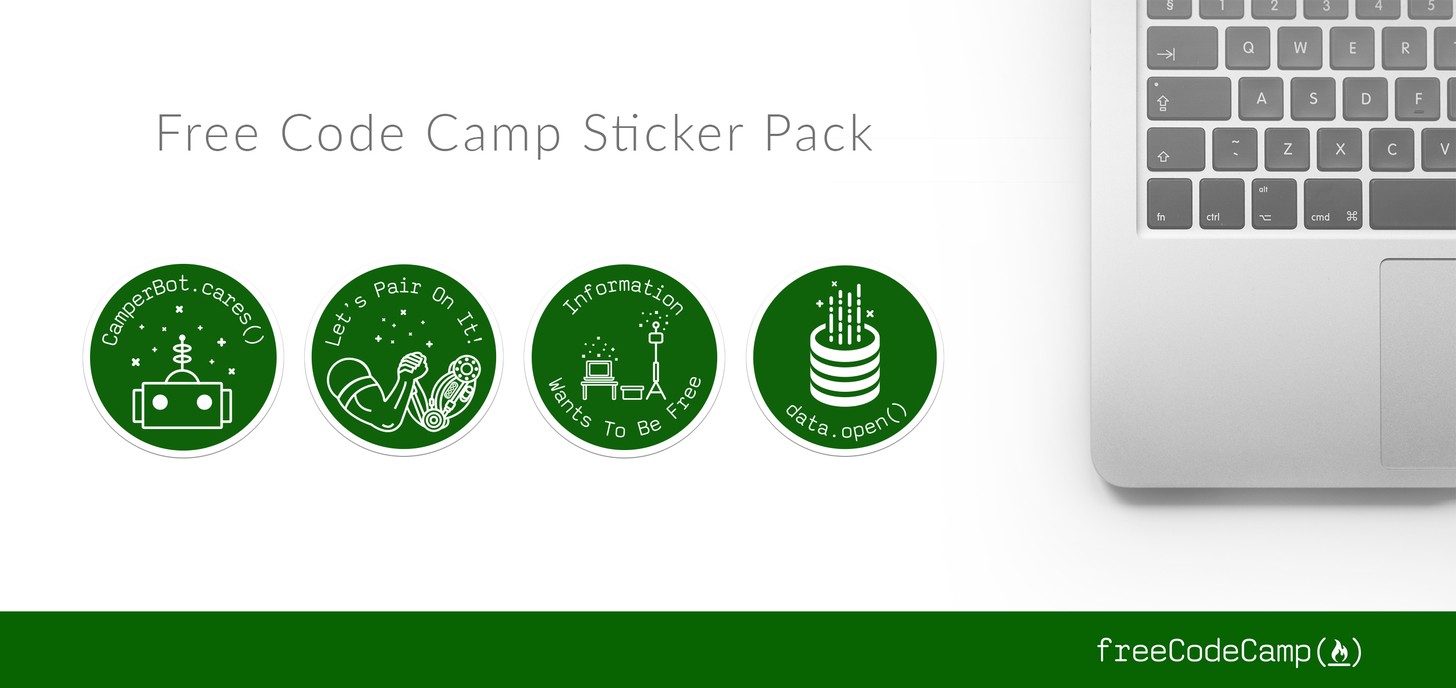 Free Code Camp Sticker Pack
CamperBot.cares()
Let's Pair On It!
Information
Wants To Be Free
data.open()
§ 1 2 3 4 5
Q W E R
A S D F
~ Z X C V
fn ctrl alt cmd ⌘
freeCodeCamp(🔥)